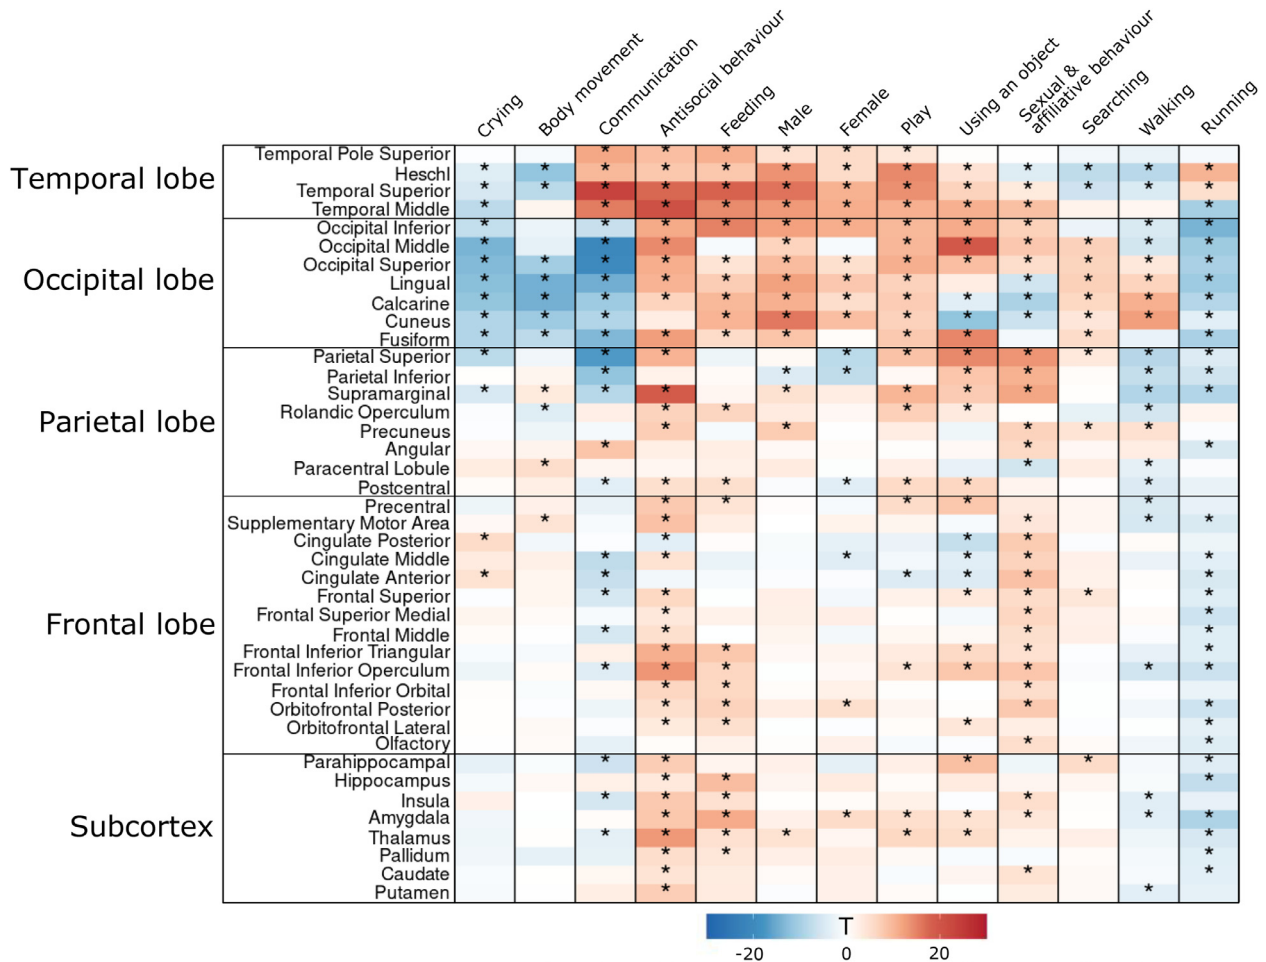 Crying
Body movement
Communication
Antisocial behaviour
Feeding
Male
Female
Play
Using an object
Sexual &
affiliative behaviour
Searching
Walking
Running
Temporal lobe
Temporal Pole Superior
Heschl
Temporal Superior
Temporal Middle
Occipital lobe
Occipital Inferior
Occipital Middle
Occipital Superior
Lingual
Calcarine
Cuneus
Fusiform
Parietal lobe
Parietal Superior
Parietal Inferior
Supramarginal
Rolandic Operculum
Precuneus
Angular
Paracentral Lobule
Postcentral
Frontal lobe
Precentral
Supplementary Motor Area
Cingulate Posterior
Cingulate Middle
Cingulate Anterior
Frontal Superior
Frontal Superior Medial
Frontal Middle
Frontal Inferior Triangular
Frontal Inferior Operculum
Frontal Inferior Orbital
Orbitofrontal Posterior
Orbitofrontal Lateral
Olfactory
Subcortex
Parahippocampal
Hippocampus
Insula
Amygdala
Thalamus
Pallidum
Caudate
Putamen
T
-20 0 20